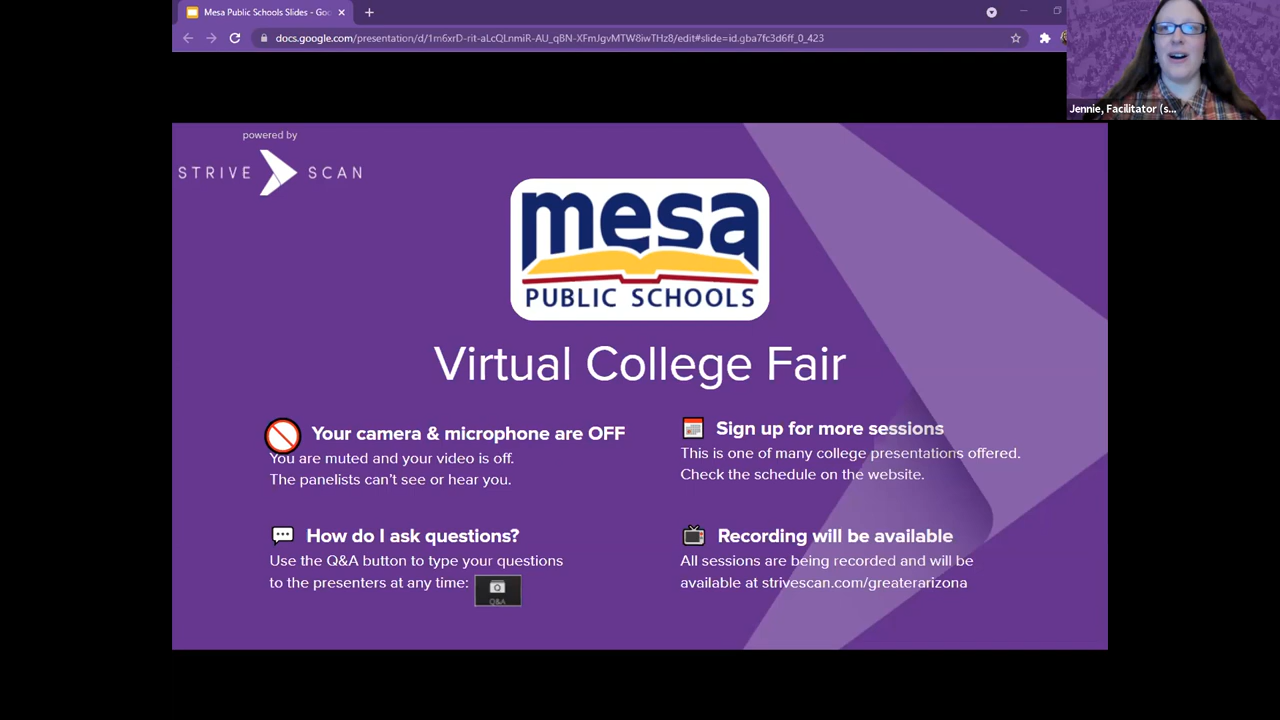 Mesa Public Schools Slides - Goo
docs.google.com/presentation/d/1m6xrD-rit-aLcQLnmiR-AU_qBN-XFmJgvMTW8iwTHz8/edit#slide=id.gba7fc3d6ff_0_423
Jennie, Facilitator (s...
powered by
STRIVE SCAN
mesa
PUBLIC SCHOOLS
Virtual College Fair
Your camera & microphone are OFF
You are muted and your video is off.
The panelists can't see or hear you.
Sign up for more sessions
This is one of many college presentations offered.
Check the schedule on the website.
How do I ask questions?
Use the Q&A button to type your questions
to the presenters at any time:
Q&A
Recording will be available
All sessions are being recorded and will be
available at strivescan.com/greaterarizona